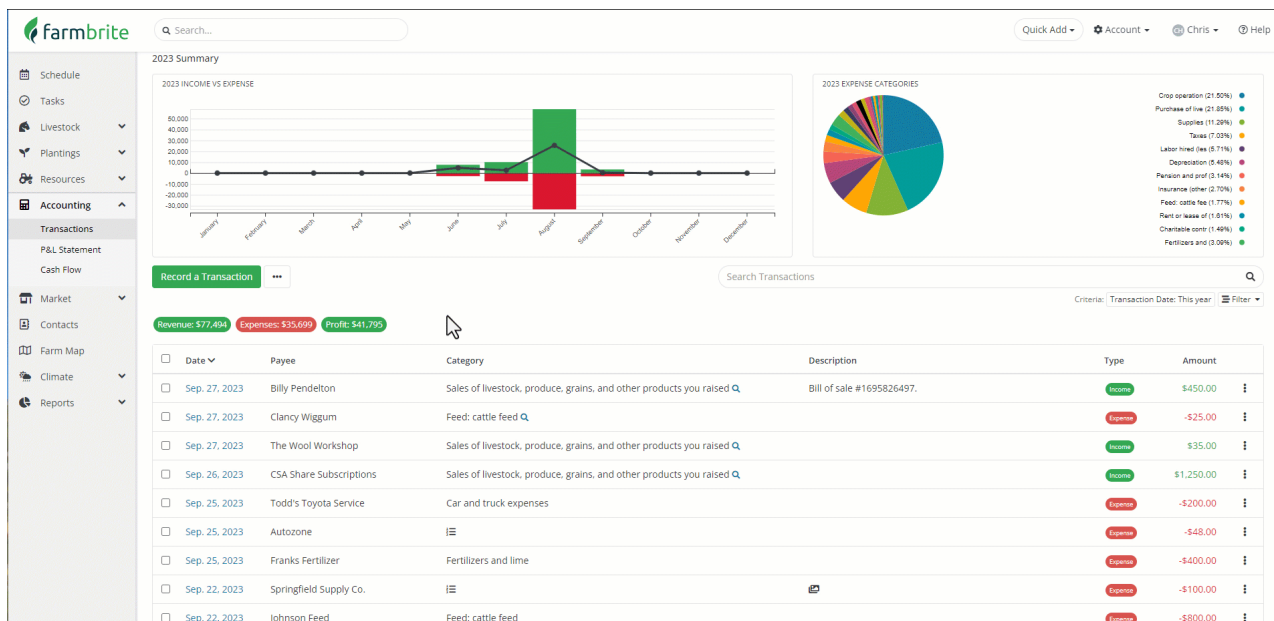 farmbrite
Search...
Quick Add
Account
CH Chris
Help
Schedule
Tasks
Livestock
Plantings
Resources
Accounting
Transactions
P&L Statement
Cash Flow
Market
Contacts
Farm Map
Climate
Reports
2023 Summary
2023 INCOME VS EXPENSE
50,000
40,000
30,000
20,000
10,000
0
-10,000
-20,000
-30,000
January
February
March
April
May
June
July
August
September
October
November
December
2023 EXPENSE CATEGORIES
Crop operation (21.50%)
Purchase of live (21.85%)
Supplies (11.29%)
Taxes (7.03%)
Labor hired (les (5.71%)
Depreciation (5.48%)
Pension and prof (3.14%)
Insurance (other (2.70%)
Feed: cattle fee (1.77%)
Rent or lease of (1.61%)
Charitable contr (1.49%)
Fertilizers and (3.09%)
Record a Transaction
Search Transactions
Criteria: Transaction Date: This year Filter
Revenue: $77,494 Expenses: $35,699 Profit: $41,795
Date Payee Category Description Type Amount
Sep. 27, 2023 Billy Pendelton Sales of livestock, produce, grains, and other products you raised Bill of sale #1695826497. Income $450.00
Sep. 27, 2023 Clancy Wiggum Feed: cattle feed Expense -$25.00
Sep. 27, 2023 The Wool Workshop Sales of livestock, produce, grains, and other products you raised Income $35.00
Sep. 26, 2023 CSA Share Subscriptions Sales of livestock, produce, grains, and other products you raised Income $1,250.00
Sep. 25, 2023 Todd's Toyota Service Car and truck expenses Expense -$200.00
Sep. 25, 2023 Autozone Expense -$48.00
Sep. 25, 2023 Franks Fertilizer Fertilizers and lime Expense -$400.00
Sep. 22, 2023 Springfield Supply Co. Expense -$100.00
Sep. 22, 2023 Johnson Feed Feed: cattle feed Expense -$800.00